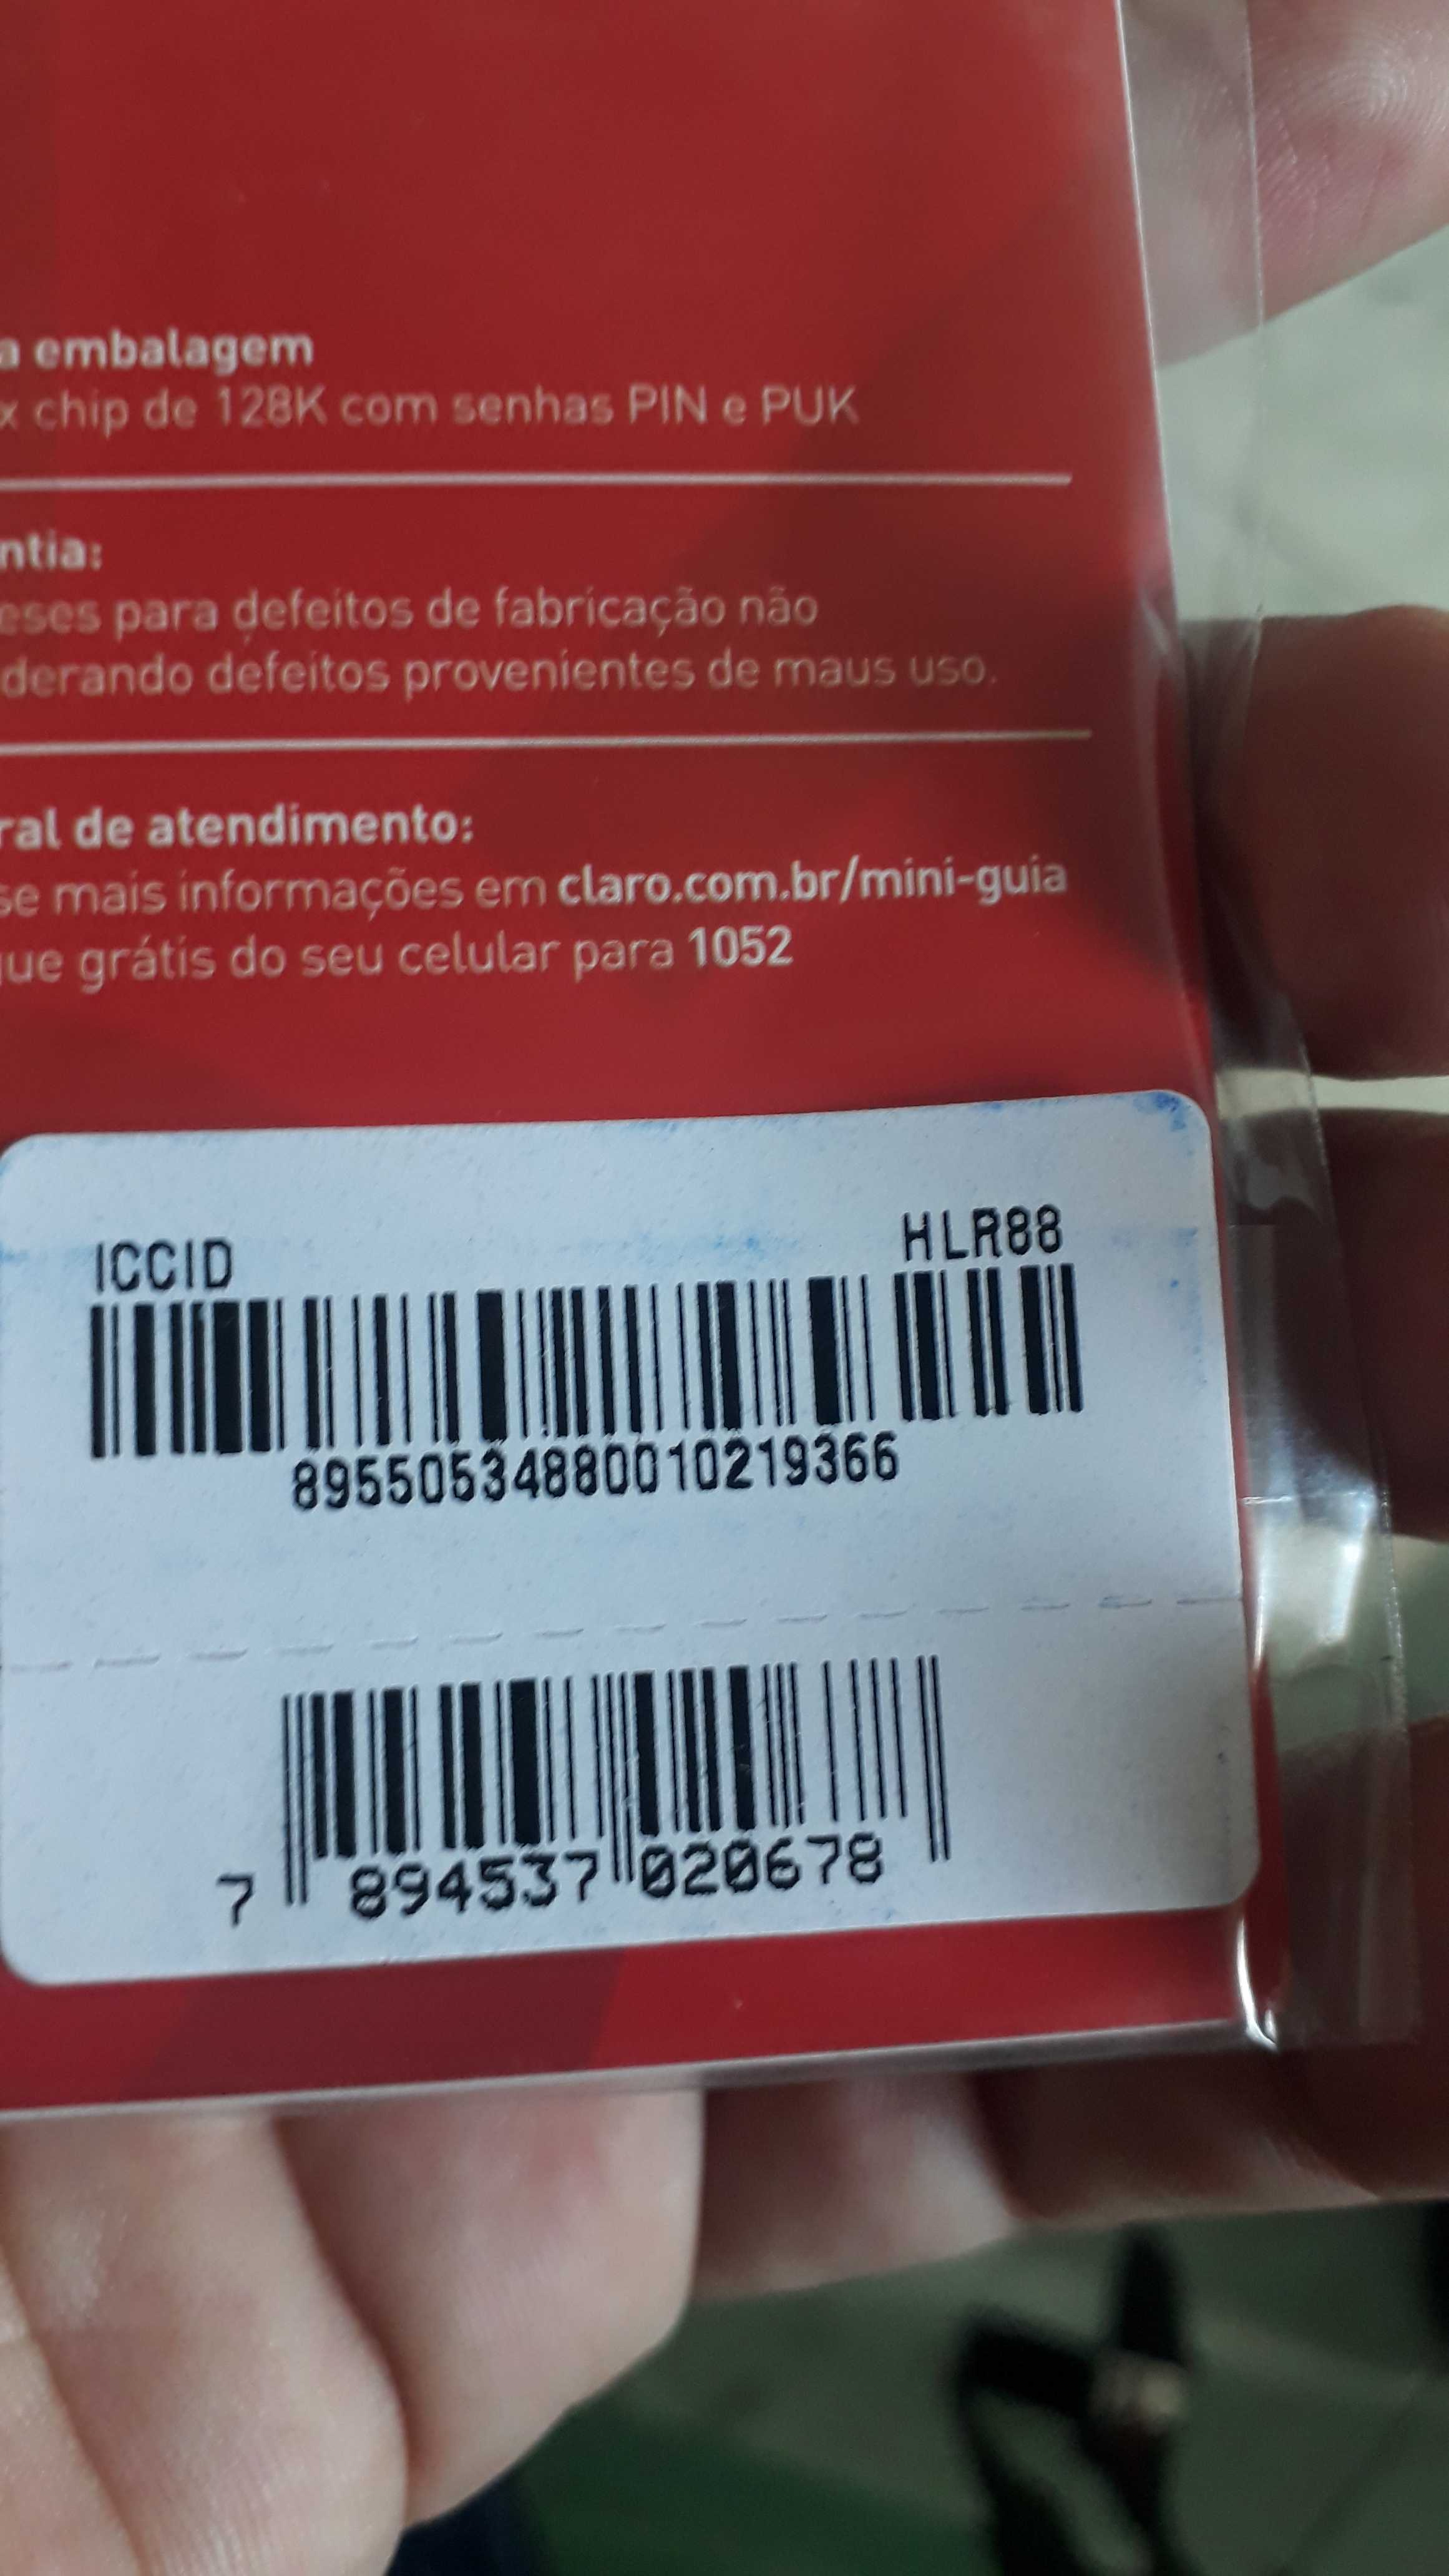 a embalagem
x chip de 128K com senhas PIN e PUK
ntia:
eses para defeitos de fabricação não
derando defeitos provenientes de maus uso.
ral de atendimento:
se mais informações em claro.com.br/mini-guia
que grátis do seu celular para 1052
ICCID HLR88
89550534880010219366
7 894537 020678